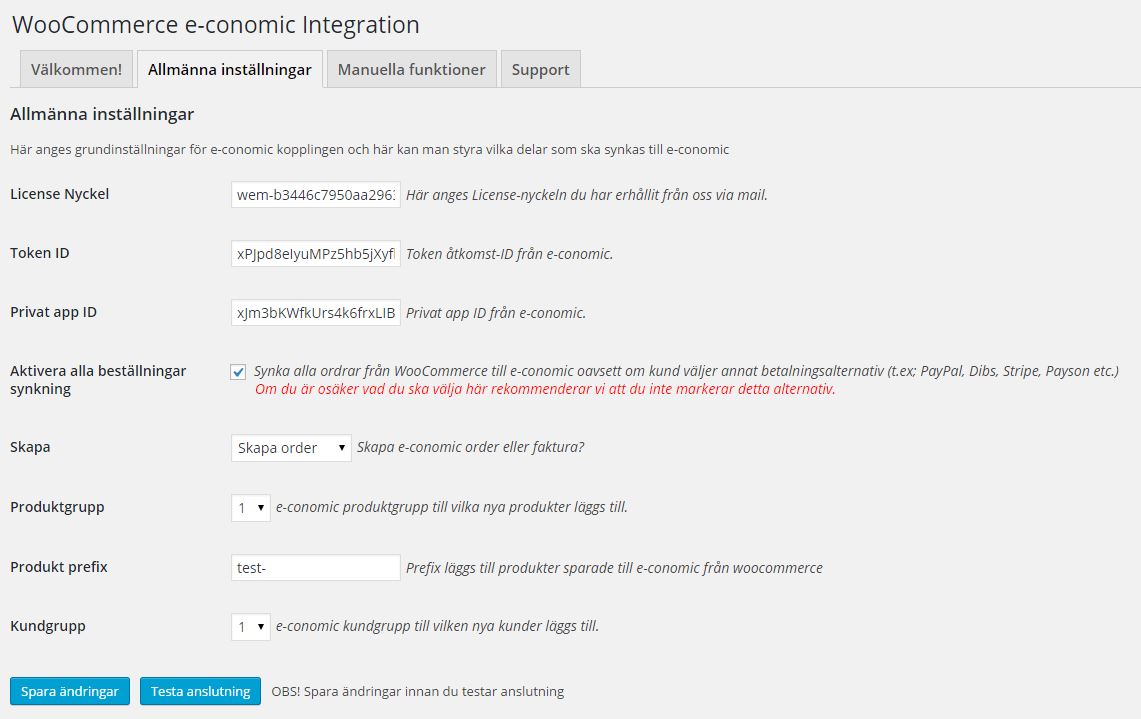 WooCommerce e-conomic Integration
Välkommen! Allmänna inställningar Manuella funktioner Support
Allmänna inställningar
Här anges grundinställningar för e-conomic kopplingen och här kan man styra vilka delar som ska synkas till e-conomic
License Nyckel wem-b3446c7950aa2963 Här anges License-nyckeln du har erhållit från oss via mail.
Token ID xPJpd8eIyuMPz5hb5jXyf Token åtkomst-ID från e-conomic.
Privat app ID xJm3bKWfkUrs4k6frxLIB Privat app ID från e-conomic.
Aktivera alla beställningar synkning Synka alla ordrar från WooCommerce till e-conomic oavsett om kund väljer annat betalningsalternativ (t.ex; PayPal, Dibs, Stripe, Payson etc.)
Om du är osäker vad du ska välja här rekommenderar vi att du inte markerar detta alternativ.
Skapa Skapa order Skapa e-conomic order eller faktura?
Produktgrupp 1 e-conomic produktgrupp till vilka nya produkter läggs till.
Produkt prefix test- Prefix läggs till produkter sparade till e-conomic från woocommerce
Kundgrupp 1 e-conomic kundgrupp till vilken nya kunder läggs till.
Spara ändringar Testa anslutning OBS! Spara ändringar innan du testar anslutning